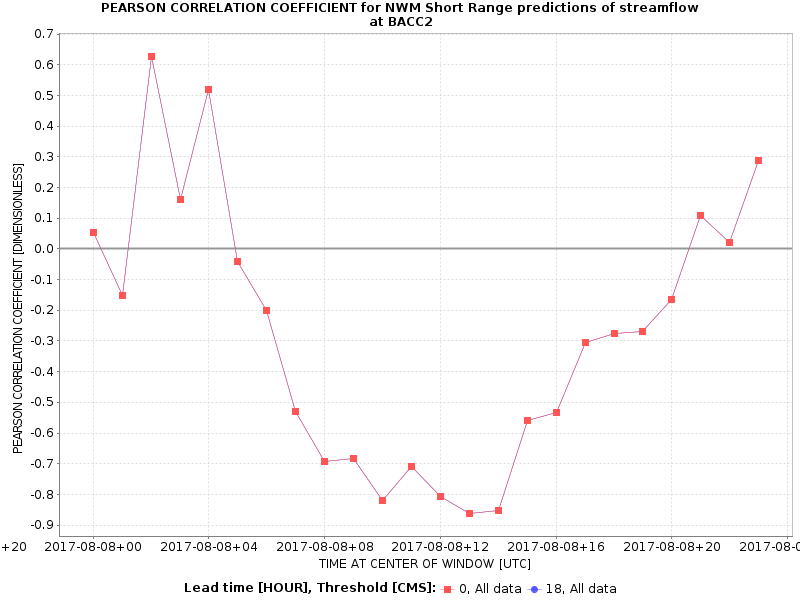 PEARSON CORRELATION COEFFICIENT for NWM Short Range predictions of streamflow
at BACC2
PEARSON CORRELATION COEFFICIENT [DIMENSIONLESS]
0.7
0.6
0.5
0.4
0.3
0.2
0.1
0.0
-0.1
-0.2
-0.3
-0.4
-0.5
-0.6
-0.7
-0.8
-0.9
+20 2017-08-08+00 2017-08-08+04 2017-08-08+08 2017-08-08+12 2017-08-08+16 2017-08-08+20 2017-08-0
TIME AT CENTER OF WINDOW [UTC]
Lead time [HOUR], Threshold [CMS]: 0, All data 18, All data